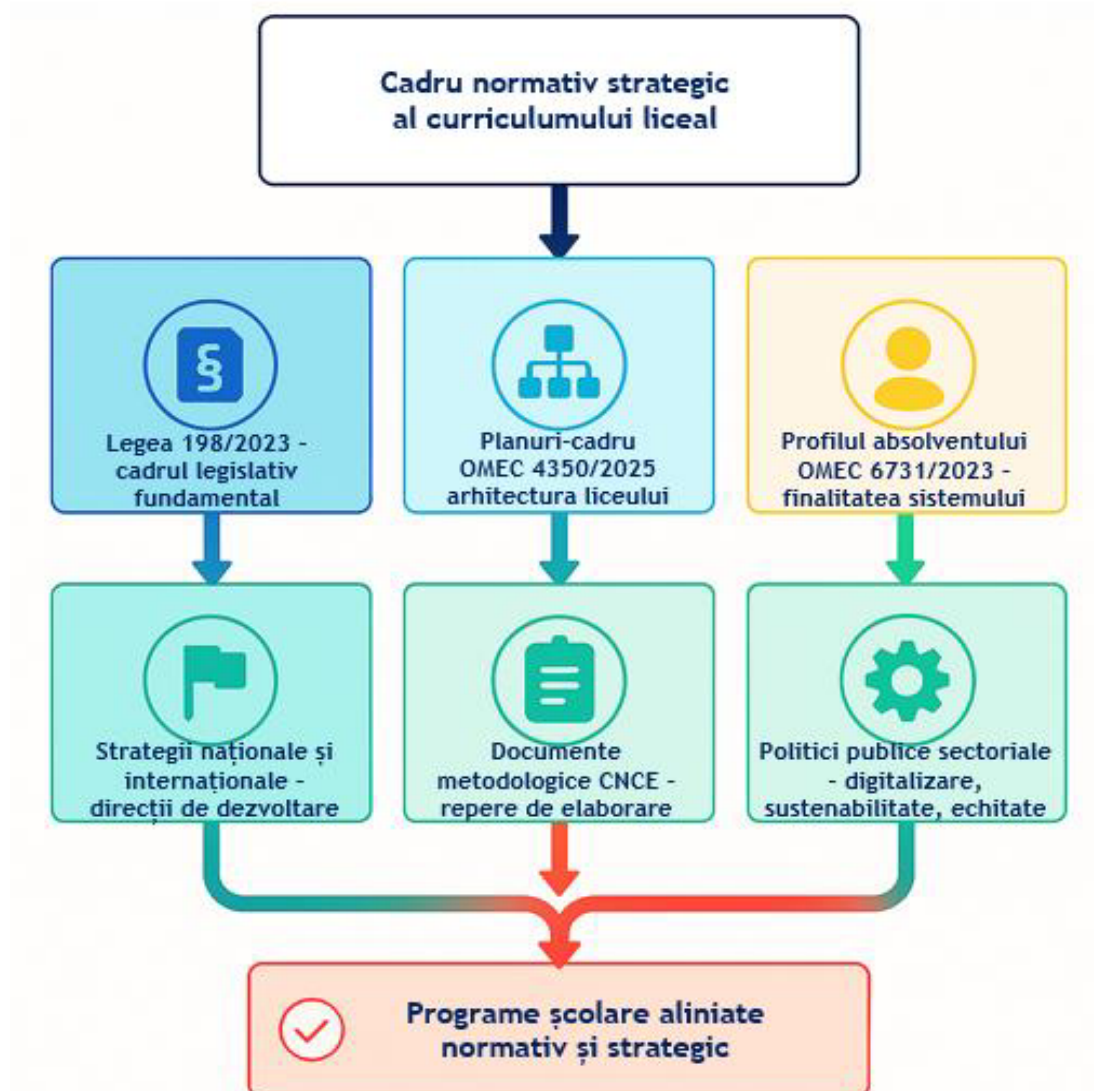 Cadru normativ strategic
al curriculumului liceal
§
Legea 198/2023 -
cadrul legislativ
fundamental
Planuri-cadru
OMEC 4350/2025
arhitectura liceului
Profilul absolventului
OMEC 6731/2023 -
finalitatea sistemului
Strategii naționale și
internaționale -
direcții de dezvoltare
Documente
metodologice CNCE -
repere de elaborare
Politici publice sectoriale
- digitalizare,
sustenabilitate, echitate
Programe școlare aliniate
normativ și strategic